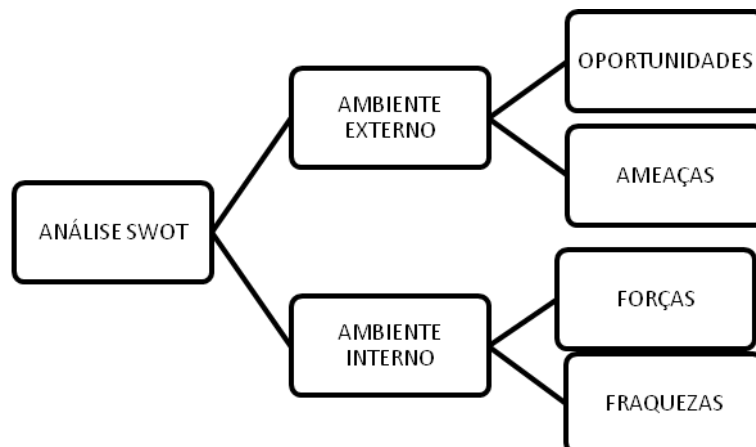 OPORTUNIDADES
AMBIENTE
EXTERNO
AMEAÇAS
ANÁLISE SWOT
FORÇAS
AMBIENTE
INTERNO
FRAQUEZAS